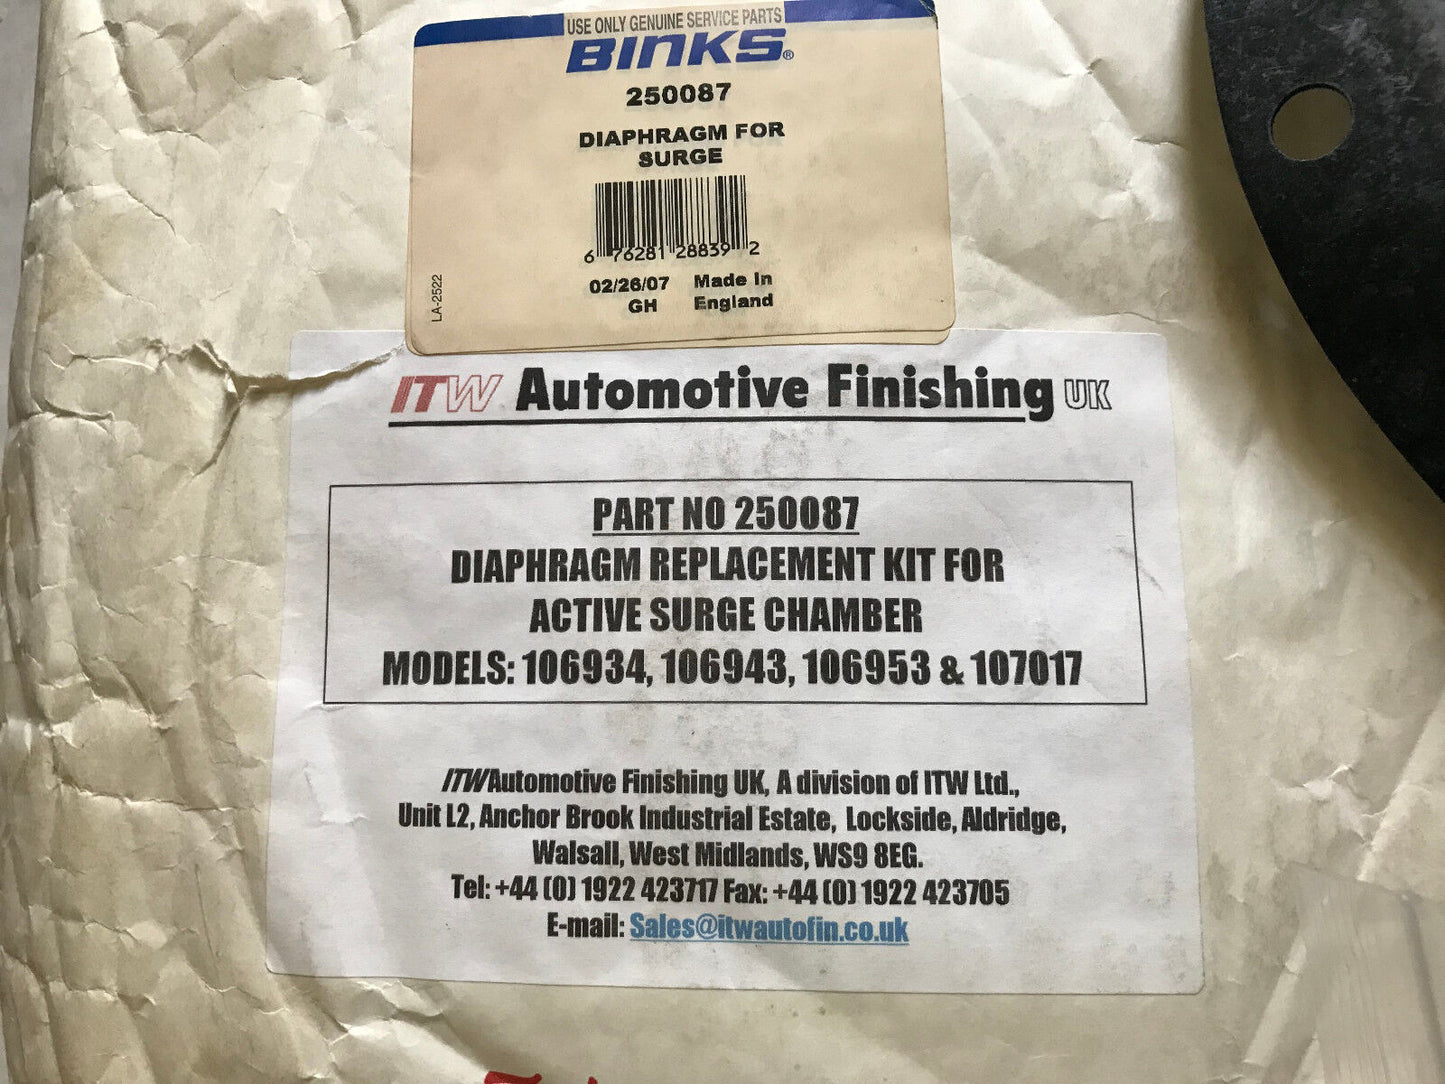 USE ONLY GENUINE SERVICE PARTS
BINKS®
250087
DIAPHRAGM FOR
SURGE
6 76281 28839 2
02/26/07 Made In
GH England
LA-2522
ITW Automotive Finishing UK
PART NO 250087
DIAPHRAGM REPLACEMENT KIT FOR
ACTIVE SURGE CHAMBER
MODELS: 106934, 106943, 106953 & 107017
ITWAutomotive Finishing UK, A division of ITW Ltd.,
Unit L2, Anchor Brook Industrial Estate, Lockside, Aldridge,
Walsall, West Midlands, WS9 8EG.
Tel: +44 (0) 1922 423717 Fax: +44 (0) 1922 423705
E-mail: Sales@itwautofin.co.uk